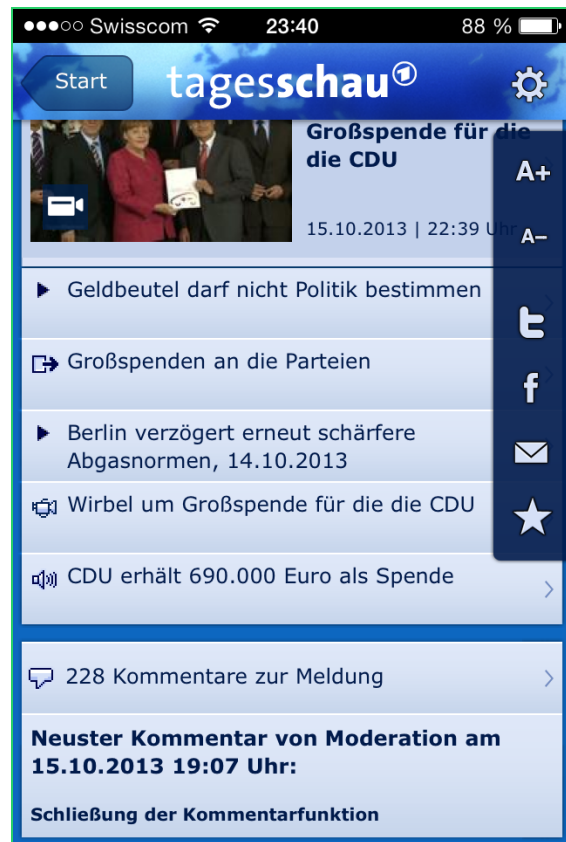 Swisscom 23:40 88 %
Start tagesschau
Großspende für die
die CDU
15.10.2013 | 22:39 Uhr
A+
A–
Geldbeutel darf nicht Politik bestimmen
Großspenden an die Parteien
Berlin verzögert erneut schärfere
Abgasnormen, 14.10.2013
Wirbel um Großspende für die die CDU
CDU erhält 690.000 Euro als Spende
228 Kommentare zur Meldung
Neuster Kommentar von Moderation am
15.10.2013 19:07 Uhr:
Schließung der Kommentarfunktion